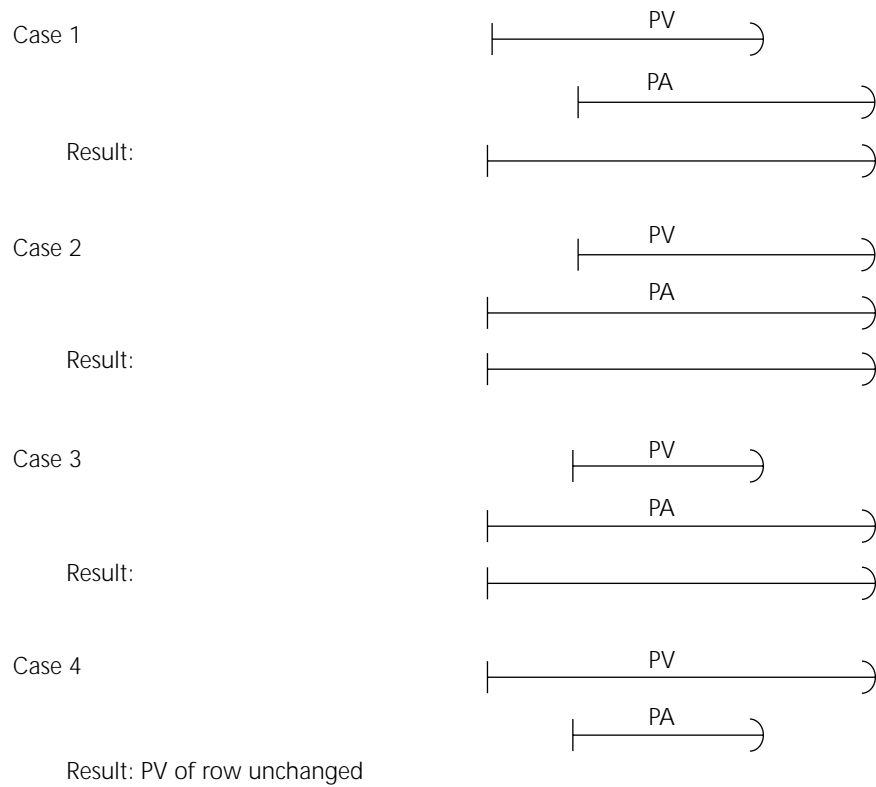 Case 1
PV
PA
Result:
Case 2
PV
PA
Result:
Case 3
PV
PA
Result:
Case 4
PV
PA
Result: PV of row unchanged